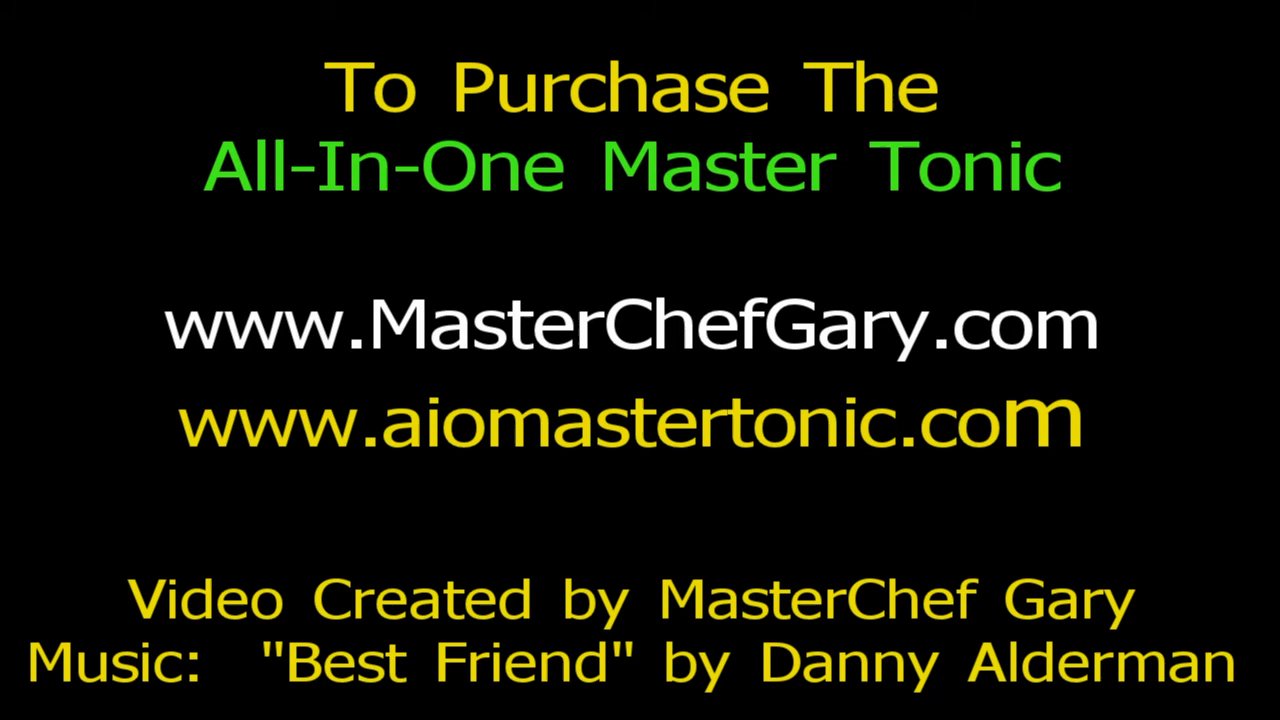 To Purchase The
All-In-One Master Tonic
www.MasterChefGary.com
www.aiomastertonic.com
Video Created by MasterChef Gary
Music: "Best Friend" by Danny Alderman